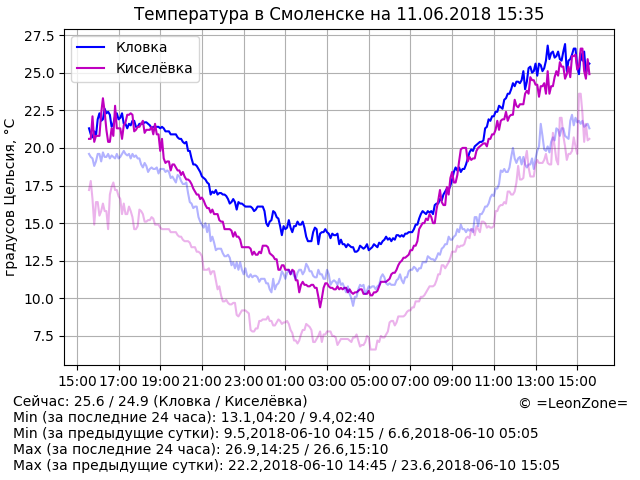 Температура в Смоленске на 11.06.2018 15:35
27.5
25.0
22.5
20.0
17.5
15.0
12.5
10.0
7.5
градусов Цельсия, °C
Кловка
Киселёвка
15:00 17:00 19:00 21:00 23:00 01:00 03:00 05:00 07:00 09:00 11:00 13:00 15:00
Сейчас: 25.6 / 24.9 (Кловка / Киселёвка)
© =LeonZone=
Min (за последние 24 часа): 13.1,04:20 / 9.4,02:40
Min (за предыдущие сутки): 9.5,2018-06-10 04:15 / 6.6,2018-06-10 05:05
Max (за последние 24 часа): 26.9,14:25 / 26.6,15:10
Max (за предыдущие сутки): 22.2,2018-06-10 14:45 / 23.6,2018-06-10 15:05